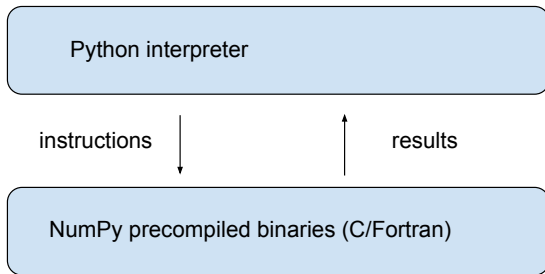 Python interpreter
instructions
results
NumPy precompiled binaries (C/Fortran)